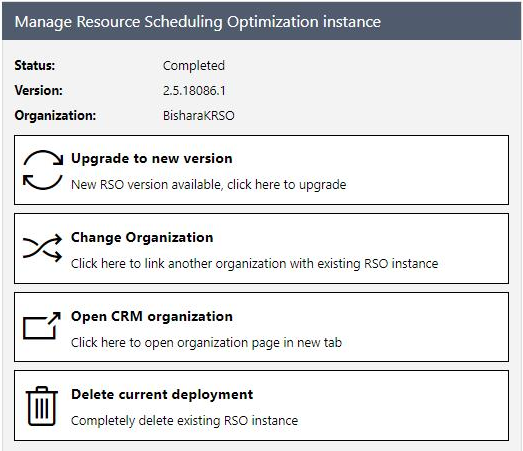 Manage Resource Scheduling Optimization instance
Status: Completed
Version: 2.5.18086.1
Organization: BisharaKRSO
Upgrade to new version
New RSO version available, click here to upgrade
Change Organization
Click here to link another organization with existing RSO instance
Open CRM organization
Click here to open organization page in new tab
Delete current deployment
Completely delete existing RSO instance